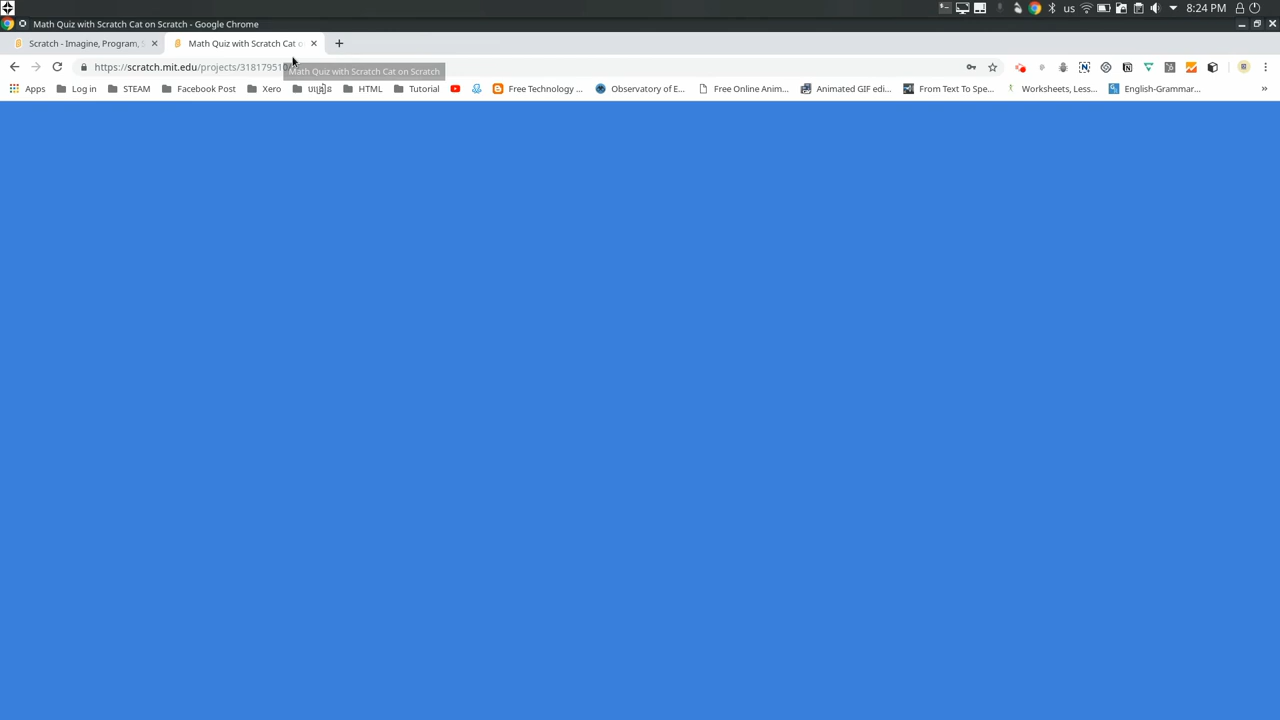 us 8:24 PM
Math Quiz with Scratch Cat on Scratch - Google Chrome
Scratch - Imagine, Program, S
Math Quiz with Scratch Cat o
https://scratch.mit.edu/projects/31817951
Math Quiz with Scratch Cat on Scratch
Apps Log in STEAM Facebook Post Xero HTML Tutorial Free Technology ... Observatory of E... Free Online Anim... Animated GIF edi... From Text To Spe... Worksheets, Less... English-Grammar... »